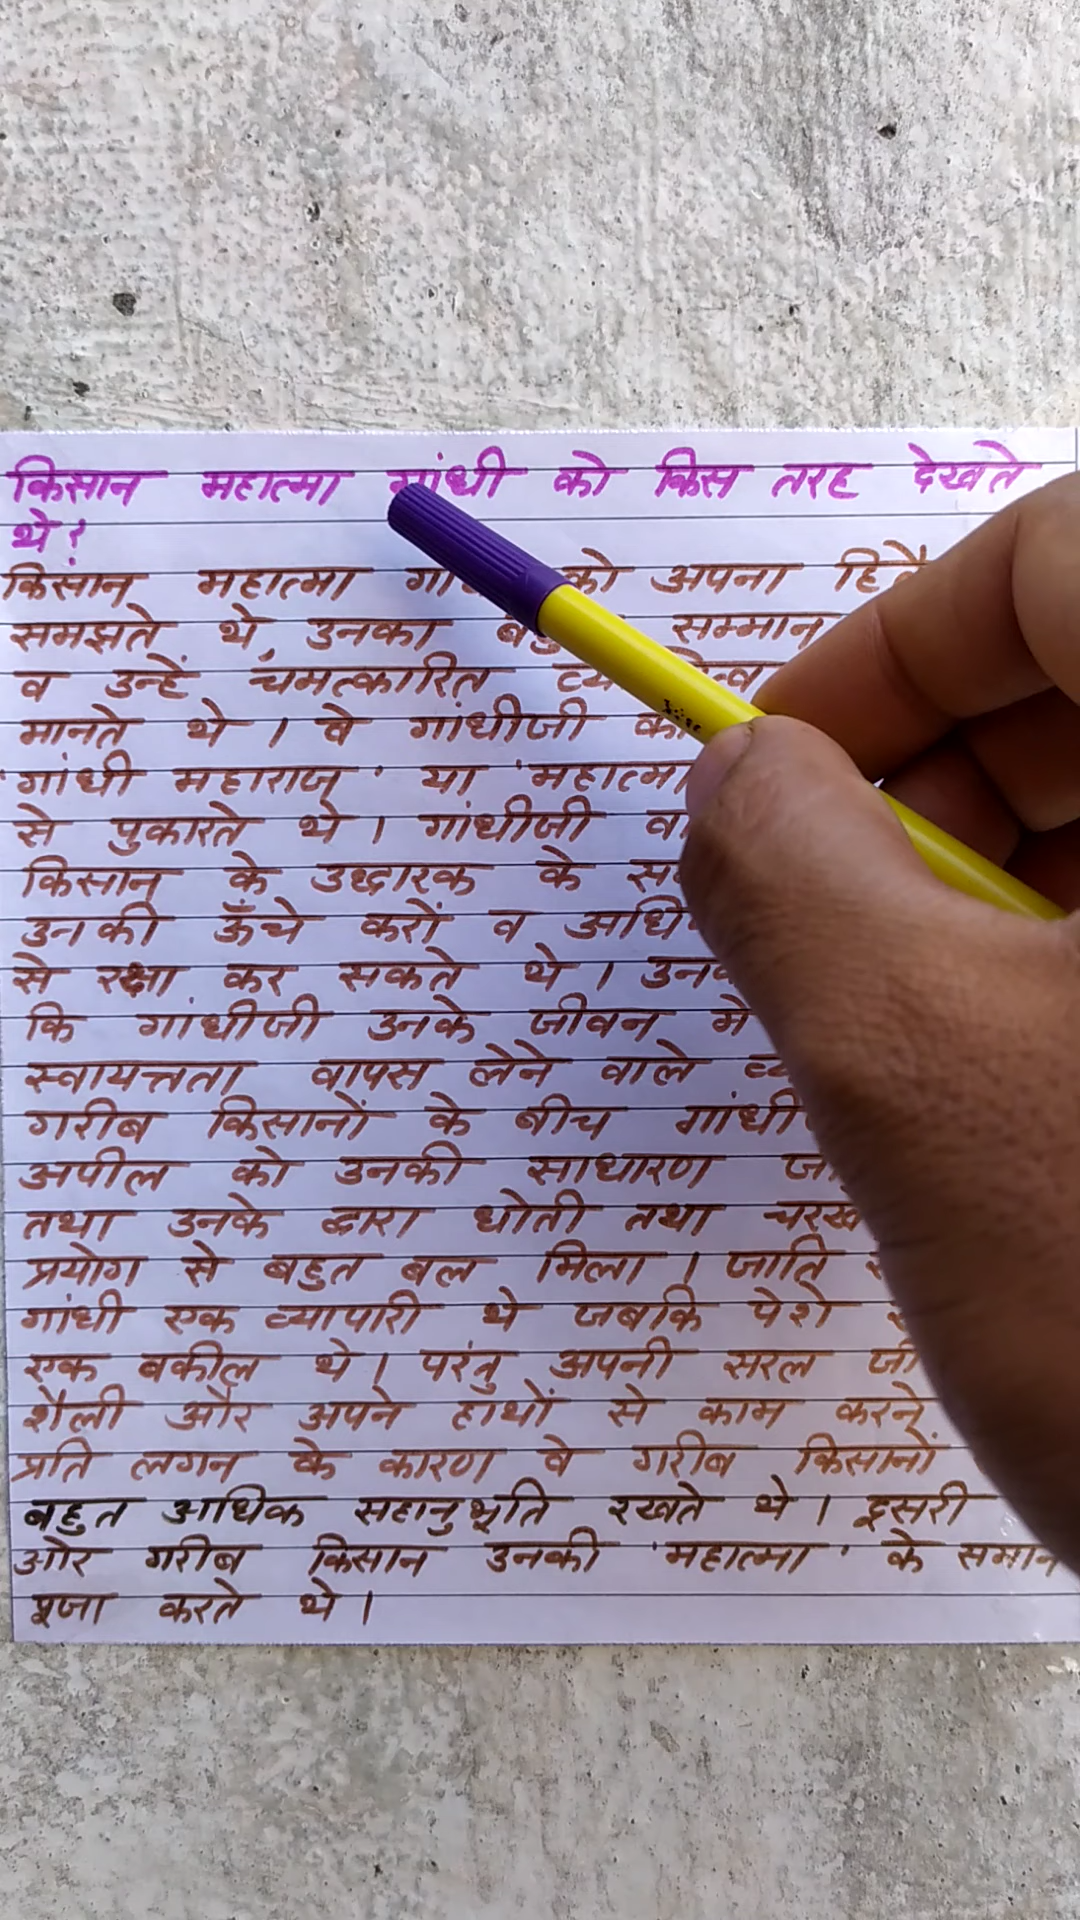 किसान महात्मा गांधी को किस तरह देखते
थे?
किसान महात्मा को अपना
समझते थे, उनका सम्मान
व उन्हें चमत्कारित
मानते थे । वे गांधीजी
'गांधी महाराज' या 'महात्मा
से पुकारते थे । गांधीजी
किसान के उध्दारक के
उनकी ऊँचे करों व
से रक्षा कर सकते थे ।
कि गांधीजी उनके जीवन में
स्वायत्तता वापस लेने वाले
गरीब किसानों के बीच
अपील को उनकी साधारण
तथा उनके द्वारा धोती तथा
प्रयोग से बहुत बल मिला । जाति
गांधी एक व्यापारी थे जबकि पेशे
एक वकील थे । परंतु अपनी सरल
शैली और अपने हाथों से काम करने
प्रति लगन के कारण वे गरीब किसानों
बहुत अधिक सहानुभूति रखते थे । दूसरी
ओर गरीब किसान उनकी 'महात्मा' के समान
पूजा करते थे ।